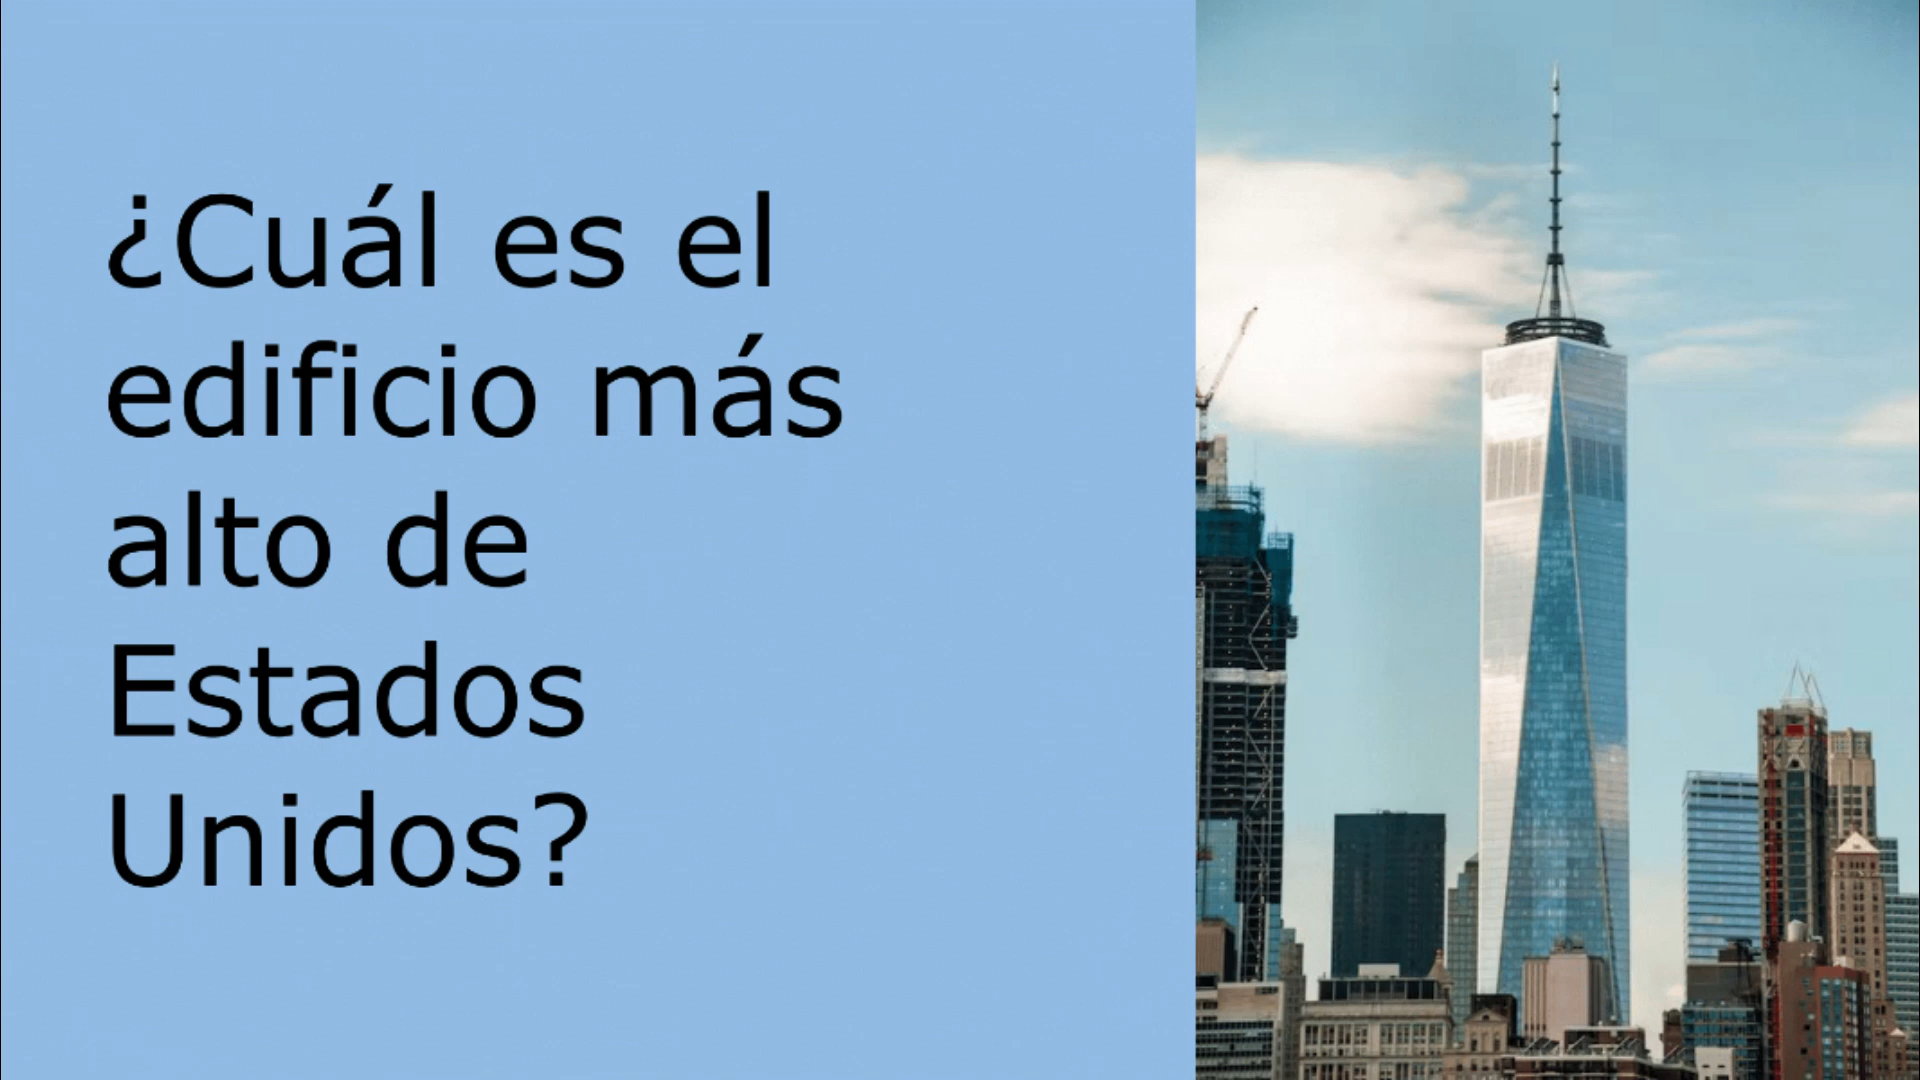 ¿Cuál es el
edificio más
alto de
Estados
Unidos?